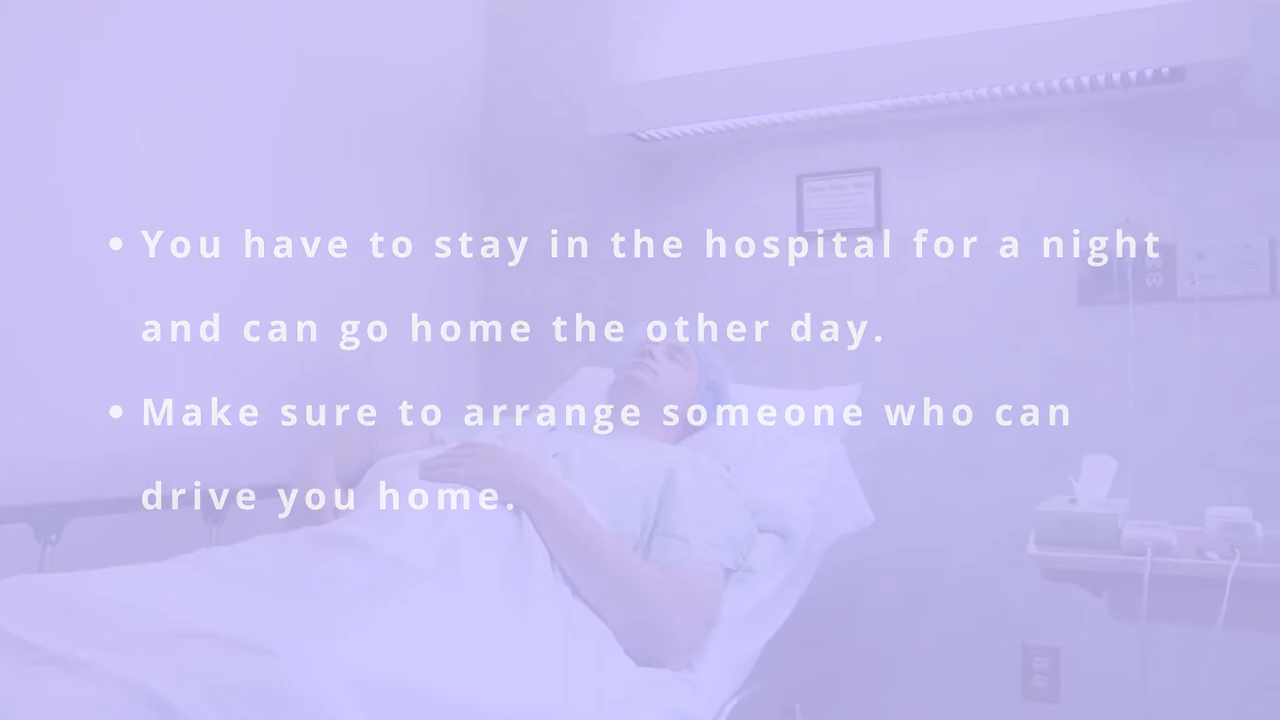 • You have to stay in the hospital for a night
and can go home the other day.
• Make sure to arrange someone who can
drive you home.